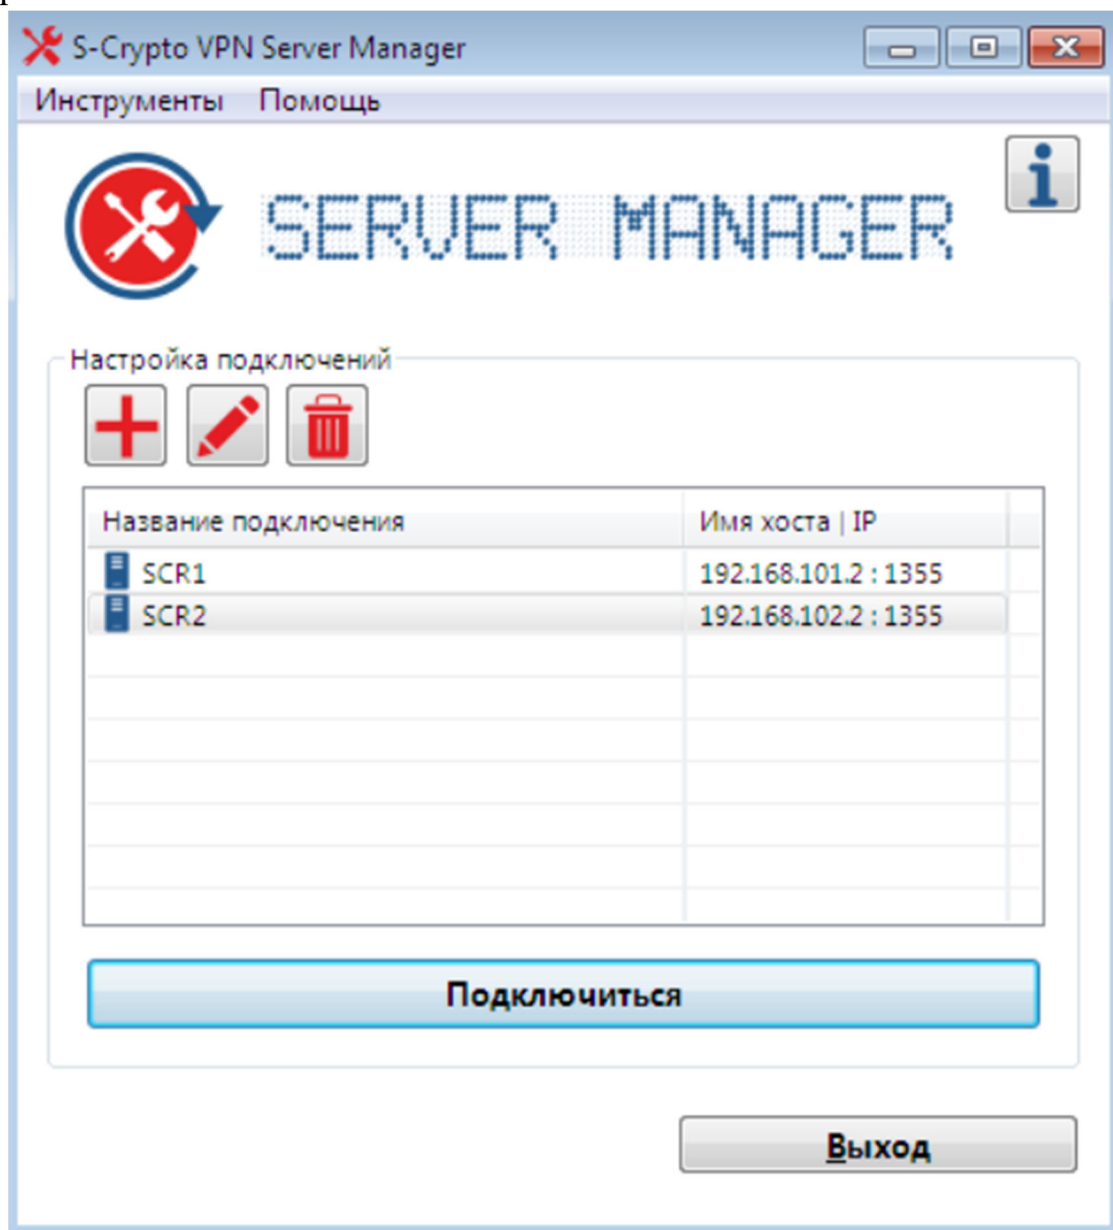 S-Crypto VPN Server Manager
Инструменты Помощь
SERVER MANAGER
Настройка подключений
Название подключения Имя хоста | IP
SCR1 192.168.101.2 : 1355
SCR2 192.168.102.2 : 1355
Подключиться
Выход